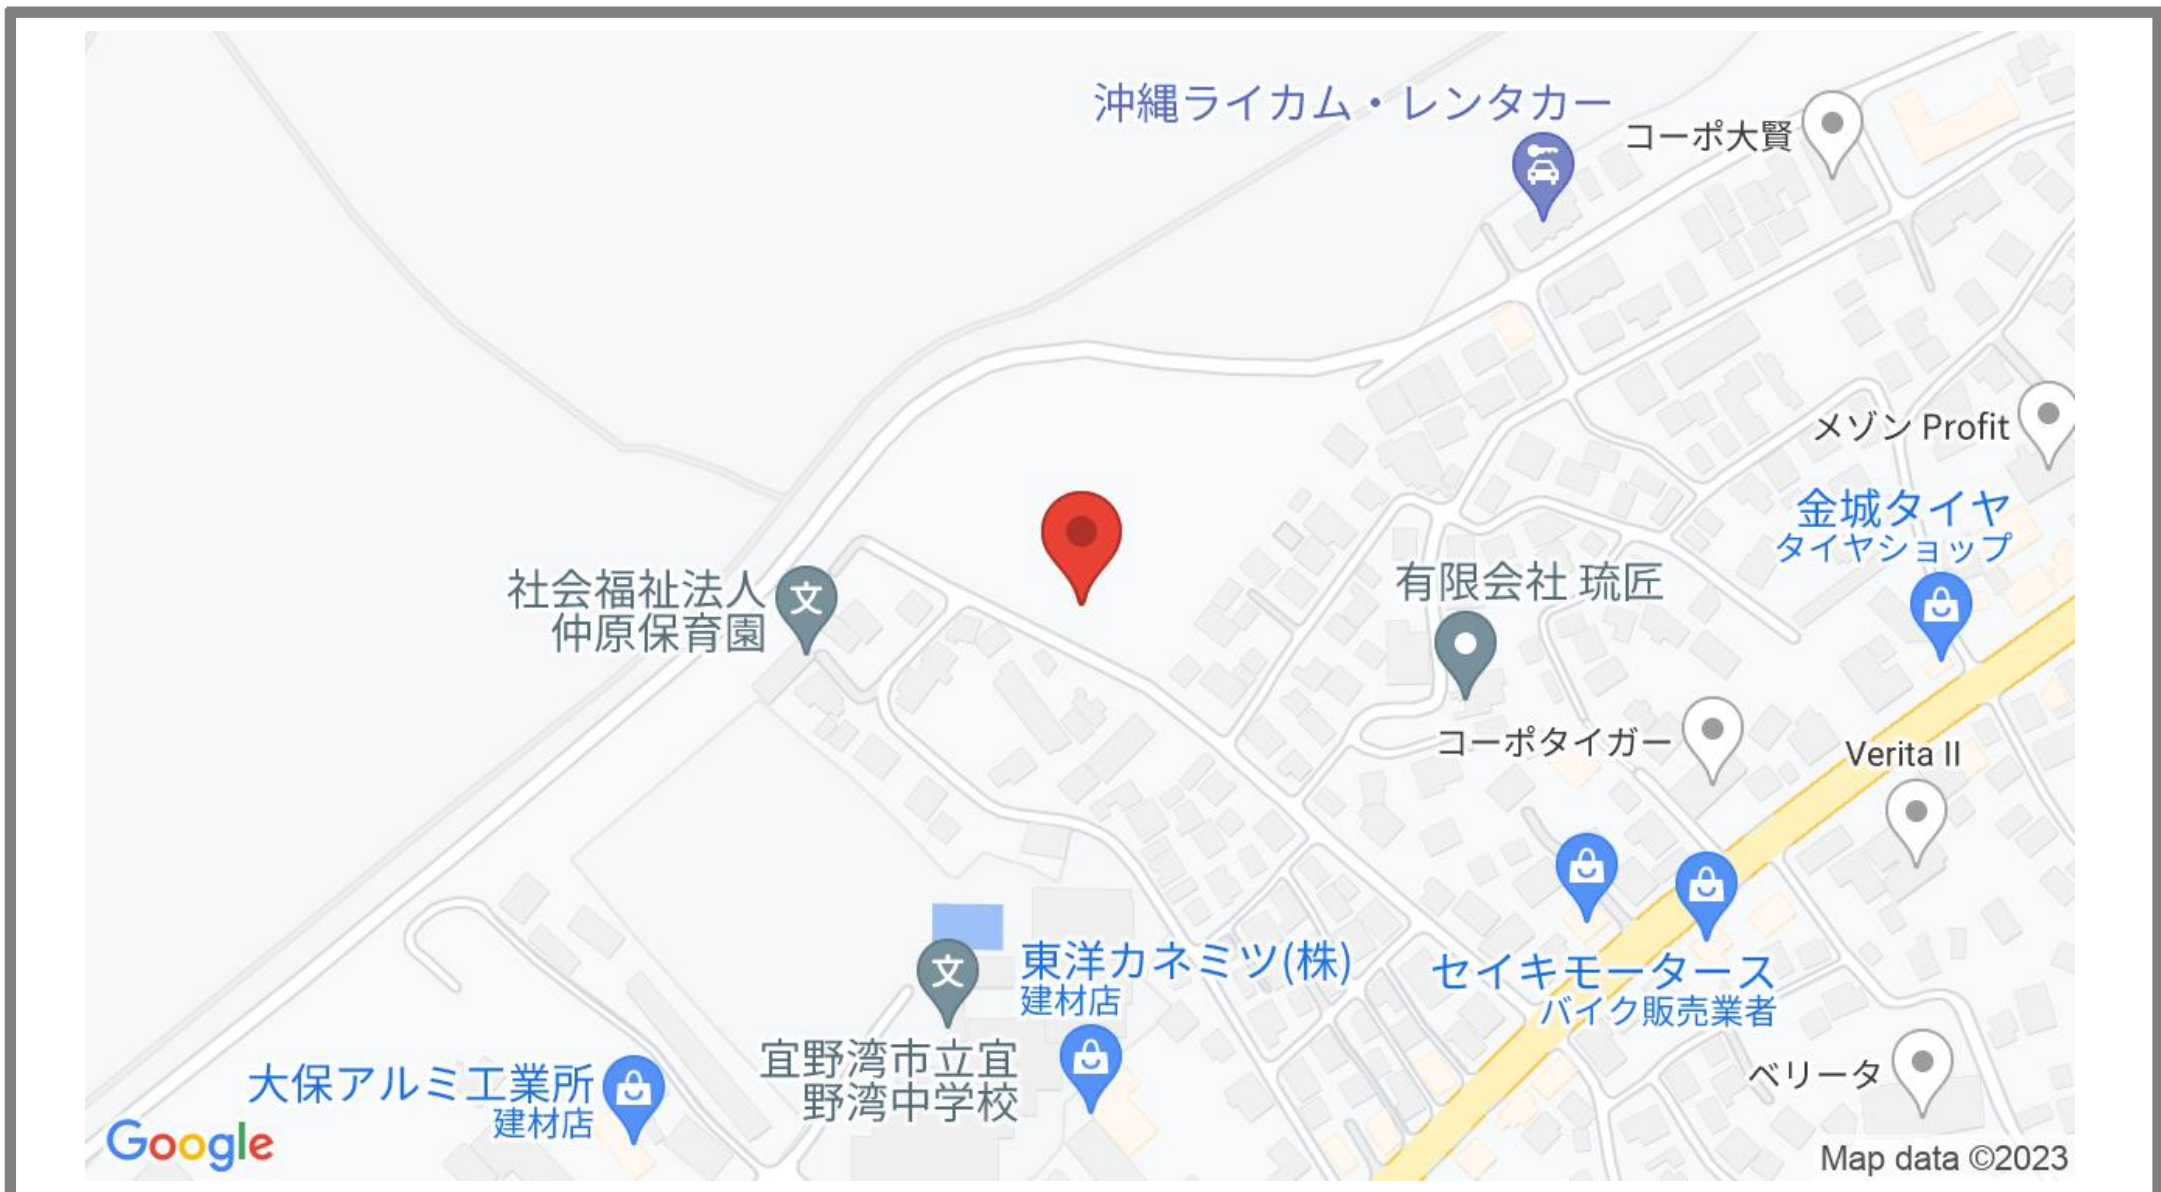 沖縄ライカム・レンタカー
コーポ大賢
メゾン Profit
金城タイヤ
タイヤショップ
社会福祉法人
仲原保育園
文
有限会社 琉匠
コーポタイガー
Verita II
セイキモータース
バイク販売業者
東洋カネミツ(株)
建材店
文
宜野湾市立宜
野湾中学校
大保アルミ工業所
建材店
ベリータ
Google
Map data ©2023